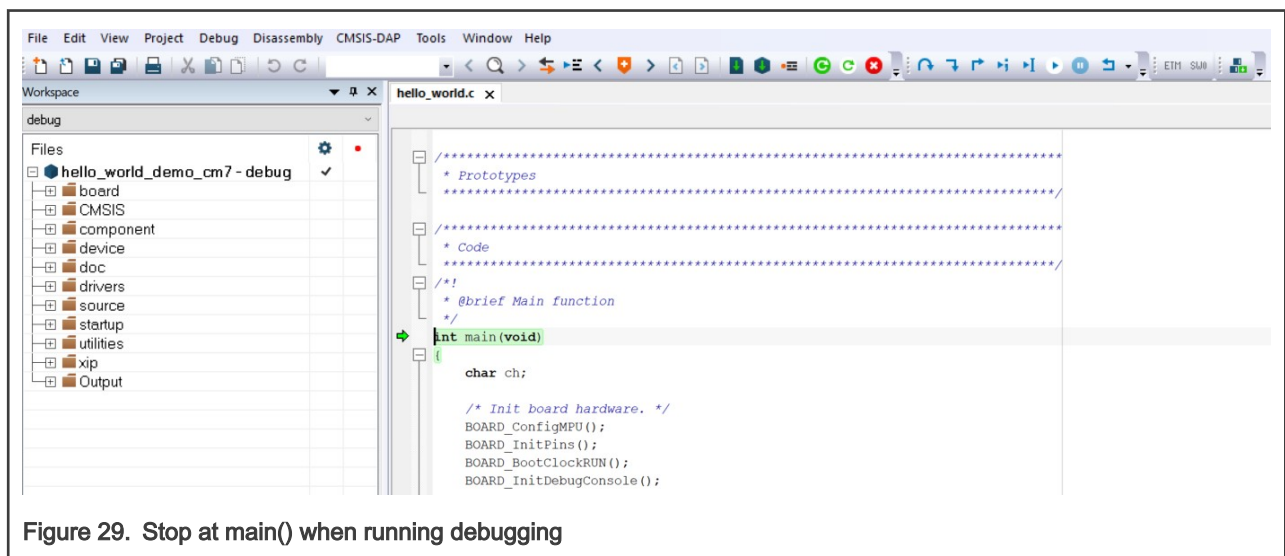 File Edit View Project Debug Disassembly CMSIS-DAP Tools Window Help
ETM SWO
Workspace
hello_world.c x
debug
Files
hello_world_demo_cm7 - debug
board
CMSIS
component
device
doc
drivers
source
startup
utilities
xip
Output
/*******************************************************************************
* Prototypes
******************************************************************************/
/*******************************************************************************
* Code
******************************************************************************/
/*!
* @brief Main function
*/
int main(void)
{
char ch;
/* Init board hardware. */
BOARD_ConfigMPU();
BOARD_InitPins();
BOARD_BootClockRUN();
BOARD_InitDebugConsole();
Figure 29. Stop at main() when running debugging